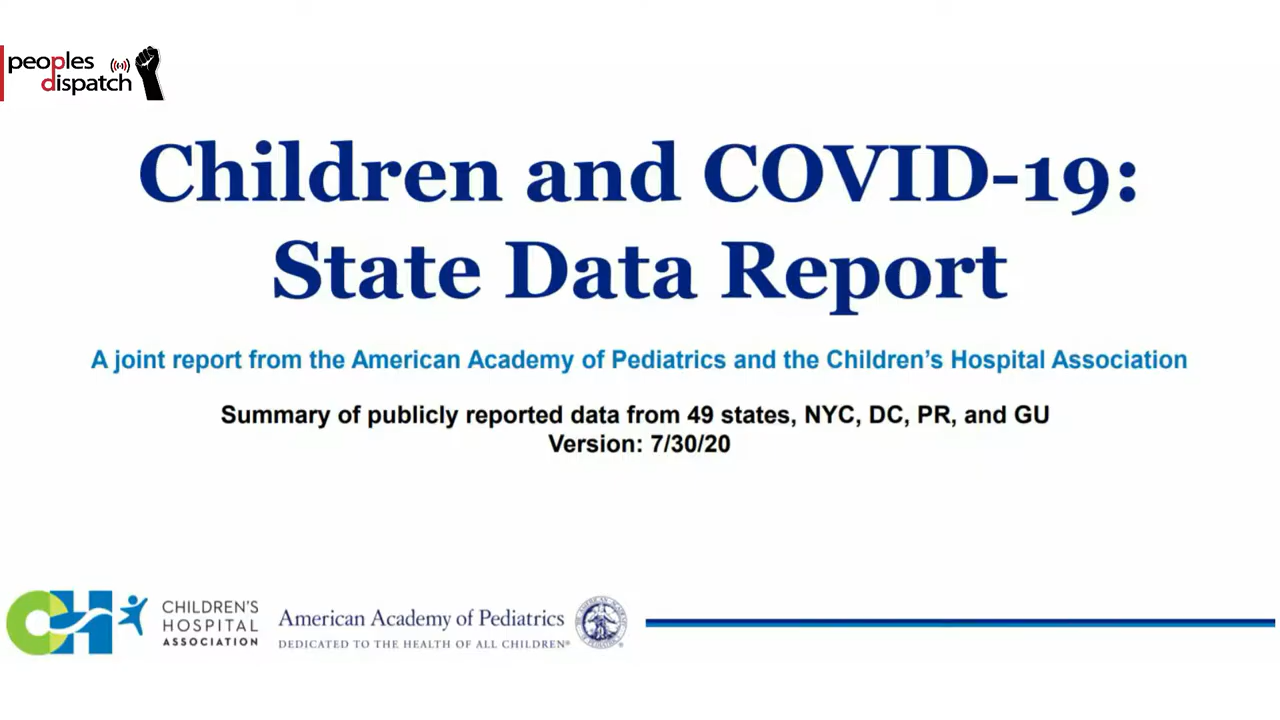 peoples
dispatch
Children and COVID-19:
State Data Report
A joint report from the American Academy of Pediatrics and the Children's Hospital Association
Summary of publicly reported data from 49 states, NYC, DC, PR, and GU
Version: 7/30/20
CHILDREN'S
HOSPITAL
ASSOCIATION
American Academy of Pediatrics
DEDICATED TO THE HEALTH OF ALL CHILDREN®